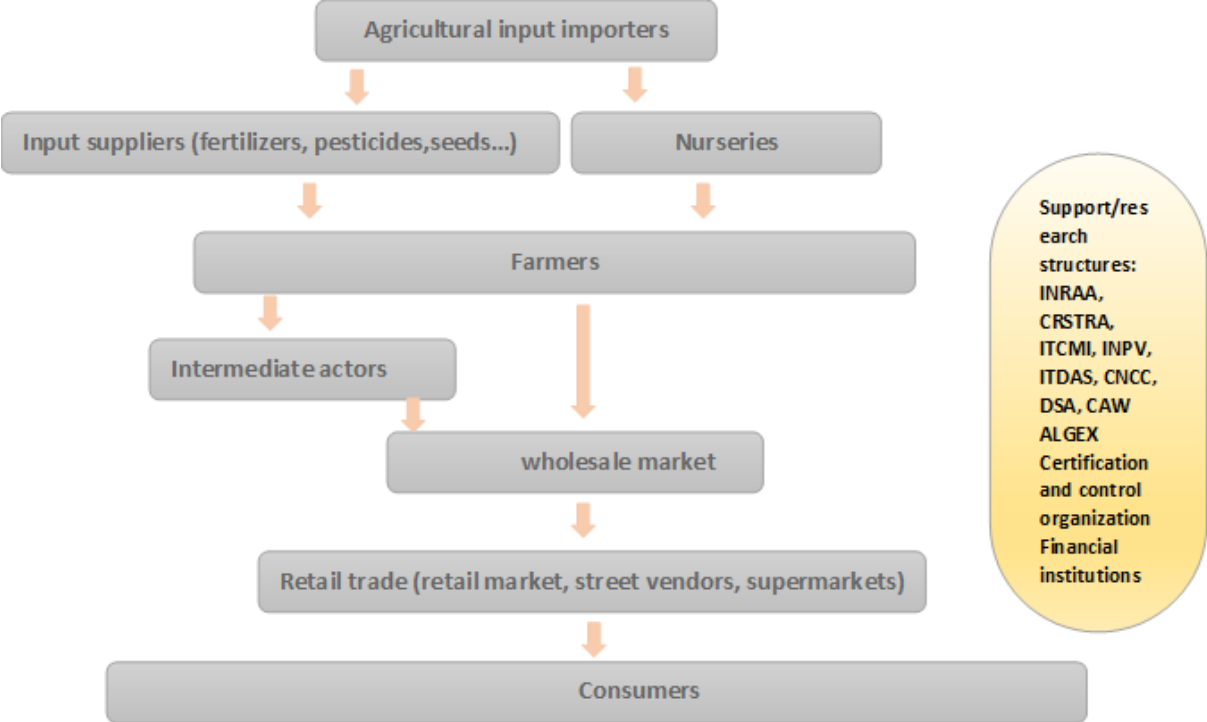 Agricultural input importers
Input suppliers (fertilizers, pesticides,seeds...)
Nurseries
Farmers
Intermediate actors
wholesale market
Retail trade (retail market, street vendors, supermarkets)
Consumers
Support/res
earch
structures:
INRAA,
CRSTRA,
ITCMI, INPV,
ITDAS, CNCC,
DSA, CAW
ALGEX
Certification
and control
organization
Financial
institutions